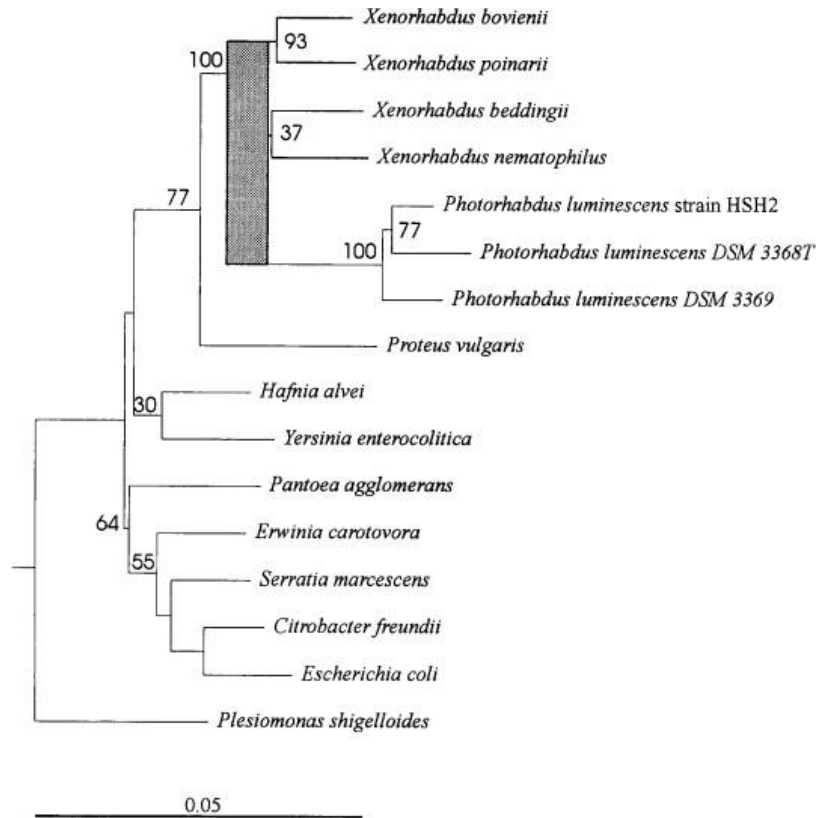 Xenorhabdus bovienii
93
100
Xenorhabdus poinarii
Xenorhabdus beddingii
37
Xenorhabdus nematophilus
77
Photorhabdus luminescens strain HSH2
77
100
Photorhabdus luminescens DSM 3368T
Photorhabdus luminescens DSM 3369
Proteus vulgaris
Hafnia alvei
30
Yersinia enterocolitica
Pantoea agglomerans
64
Erwinia carotovora
55
Serratia marcescens
Citrobacter freundii
Escherichia coli
Plesiomonas shigelloides
0.05